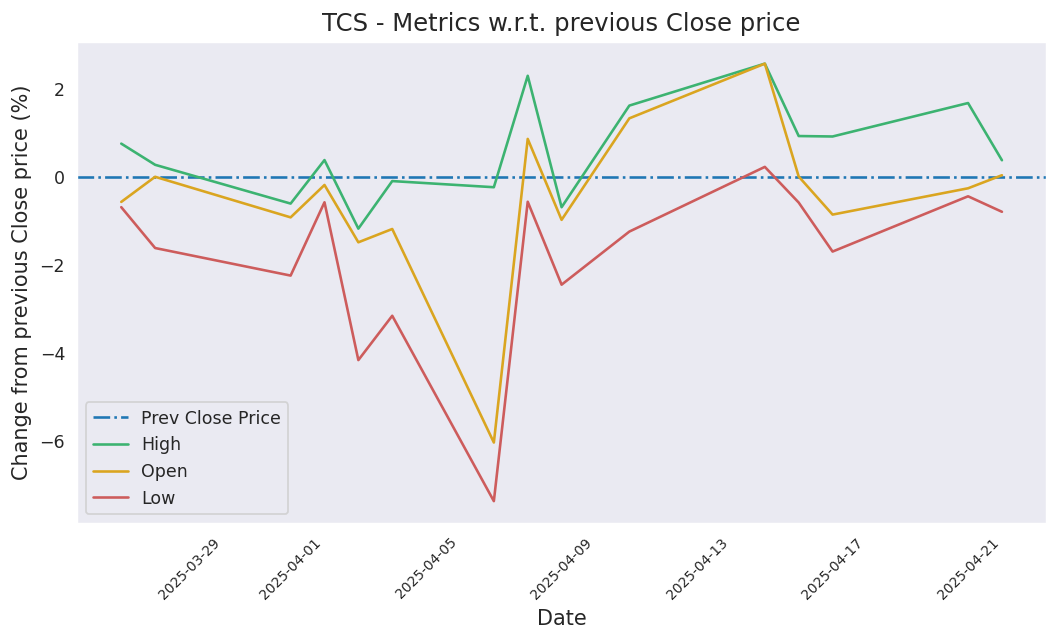 TCS - Metrics w.r.t. previous Close price
Change from previous Close price (%)
2
0
−2
−4
−6
Prev Close Price
High
Open
Low
2025-03-29
2025-04-01
2025-04-05
2025-04-09
2025-04-13
2025-04-17
2025-04-21
Date